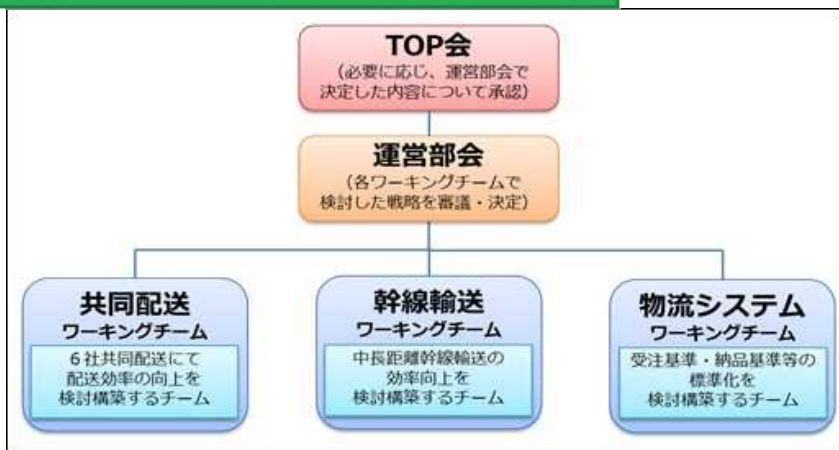 TOP会
(必要に応じ、運営部会で
決定した内容について承認)
運営部会
(各ワーキングチームで
検討した戦略を審議・決定)
共同配送
ワーキングチーム
６社共同配送にて
配送効率の向上を
検討構築するチーム
幹線輸送
ワーキングチーム
中長距離幹線輸送の
効率向上を
検討構築するチーム
物流システム
ワーキングチーム
受注基準・納品基準等の
標準化を
検討構築するチーム